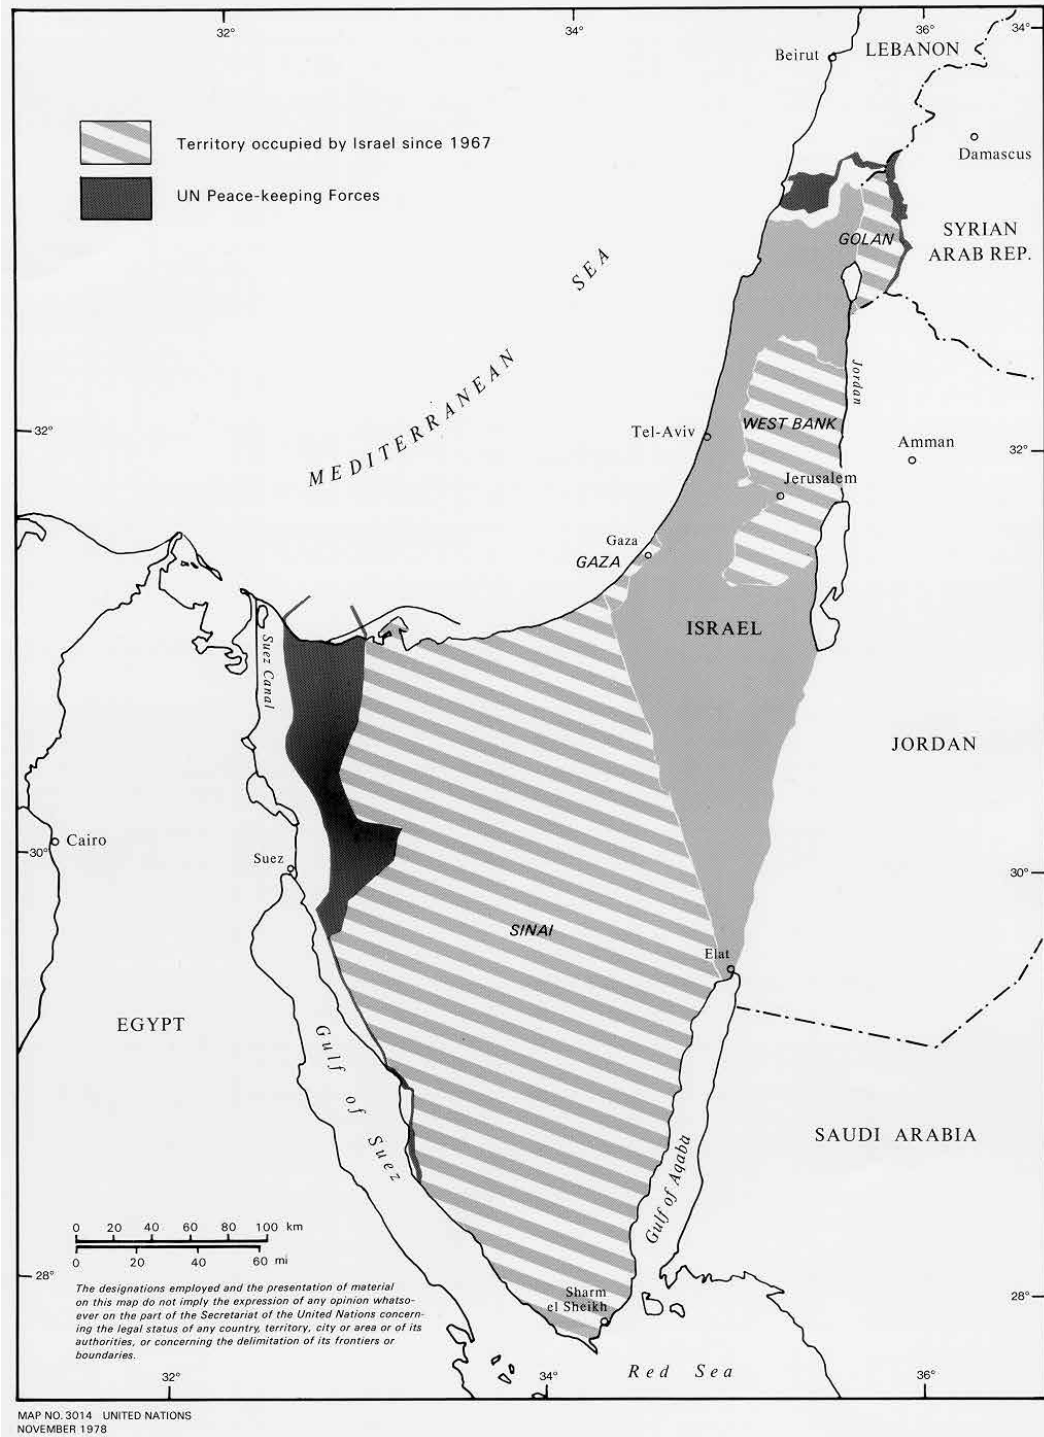 32°
34°
36°
34°
Beirut
LEBANON
Territory occupied by Israel since 1967
Damascus
UN Peace-keeping Forces
SYRIAN
ARAB REP.
GOLAN
MEDITERRANEAN SEA
Jordan
32°
Tel-Aviv
WEST BANK
Amman
32°
Jerusalem
Gaza
GAZA
ISRAEL
Suez Canal
JORDAN
Cairo
30°
Suez
30°
SINAI
Elat
EGYPT
Gulf of Suez
SAUDI ARABIA
Gulf of Aqaba
0 20 40 60 80 100 km
0 20 40 60 mi
28°
28°
The designations employed and the presentation of material
on this map do not imply the expression of any opinion whatso-
ever on the part of the Secretariat of the United Nations concern-
ing the legal status of any country, territory, city or area or of its
authorities, or concerning the delimitation of its frontiers or
boundaries.
Sharm
el Sheikh
Red Sea
32°
34°
36°
MAP NO. 3014 UNITED NATIONS
NOVEMBER 1978